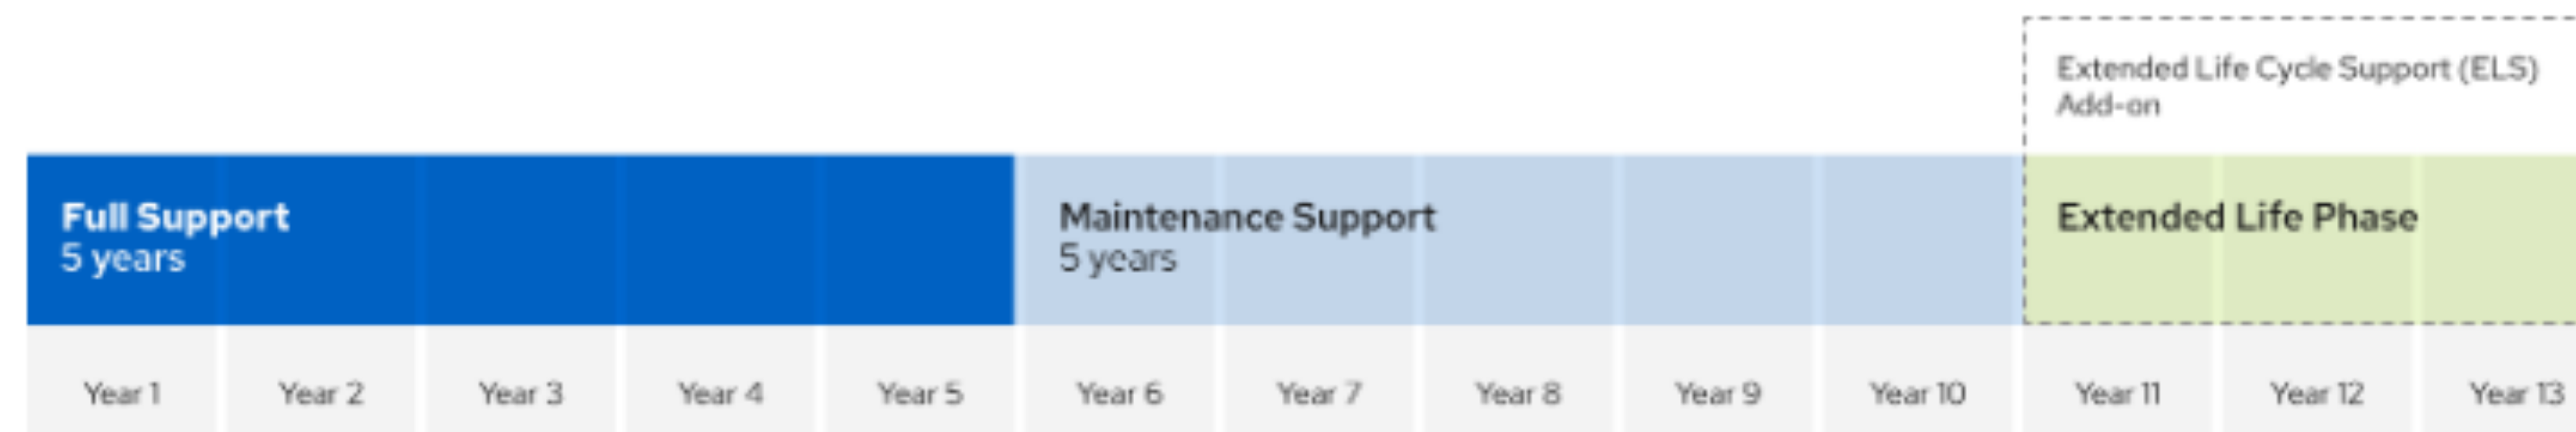 Extended Life Cycle Support (ELS)
Add-on
Full Support
5 years
Maintenance Support
5 years
Extended Life Phase
Year 1
Year 2
Year 3
Year 4
Year 5
Year 6
Year 7
Year 8
Year 9
Year 10
Year 11
Year 12
Year 13